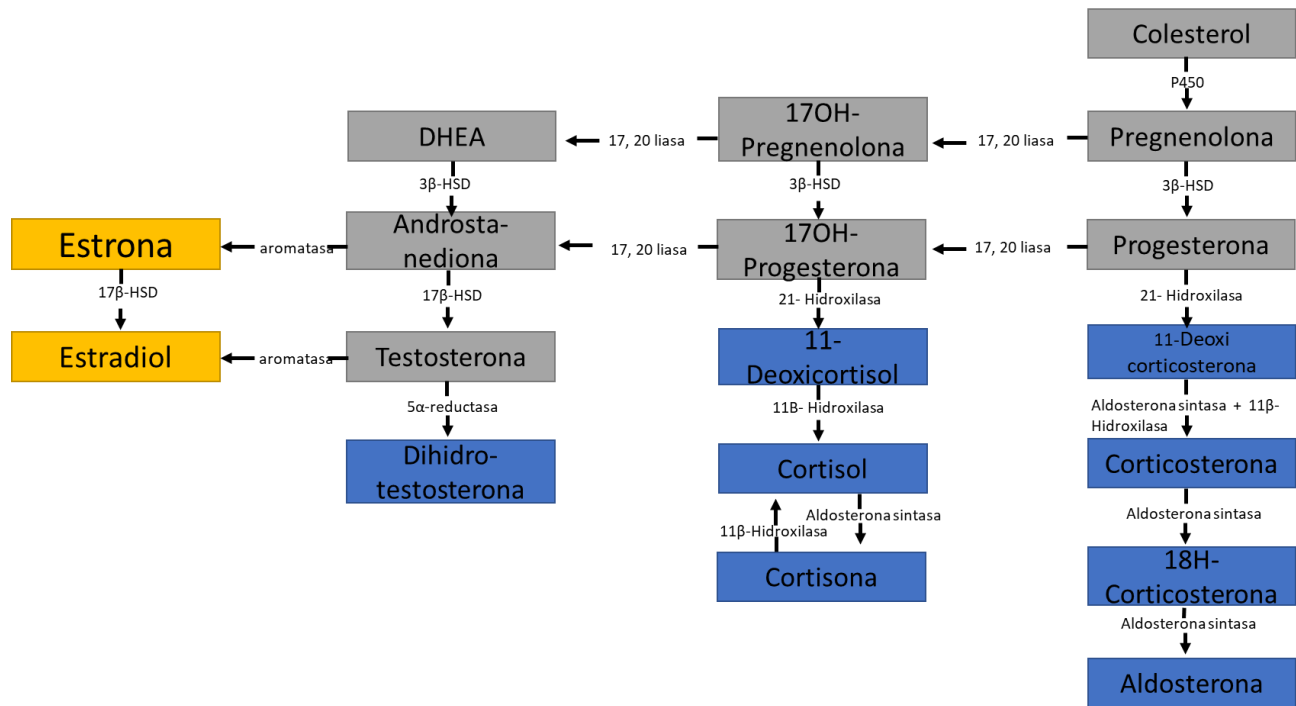 Colesterol
P450
DHEA
17, 20 liasa
17OH-
Pregnenolona
17, 20 liasa
Pregnenolona
3β-HSD
3β-HSD
3β-HSD
Estrona
aromatasa
Androsta-
nediona
17, 20 liasa
17OH-
Progesterona
17, 20 liasa
Progesterona
17β-HSD
17β-HSD
21- Hidroxilasa
21- Hidroxilasa
Estradiol
aromatasa
Testosterona
11-
Deoxicortisol
11-Deoxi
corticosterona
5α-reductasa
11B- Hidroxilasa
Aldosterona sintasa + 11β-
Hidroxilasa
Dihidro-
testosterona
Cortisol
Corticosterona
Aldosterona sintasa
11β-Hidroxilasa
Aldosterona sintasa
Cortisona
18H-
Corticosterona
Aldosterona sintasa
Aldosterona